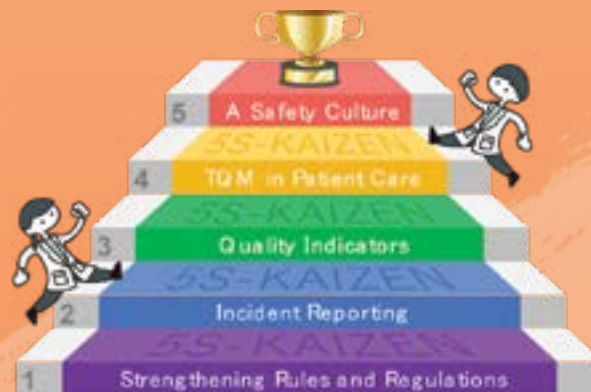 5 A Safety Culture
5S-KAIZEN
4 TQM in Patient Care
5S-KAIZEN
3 Quality Indicators
5S-KAIZEN
2 Incident Reporting
5S-KAIZEN
1 Strengthening Rules and Regulations